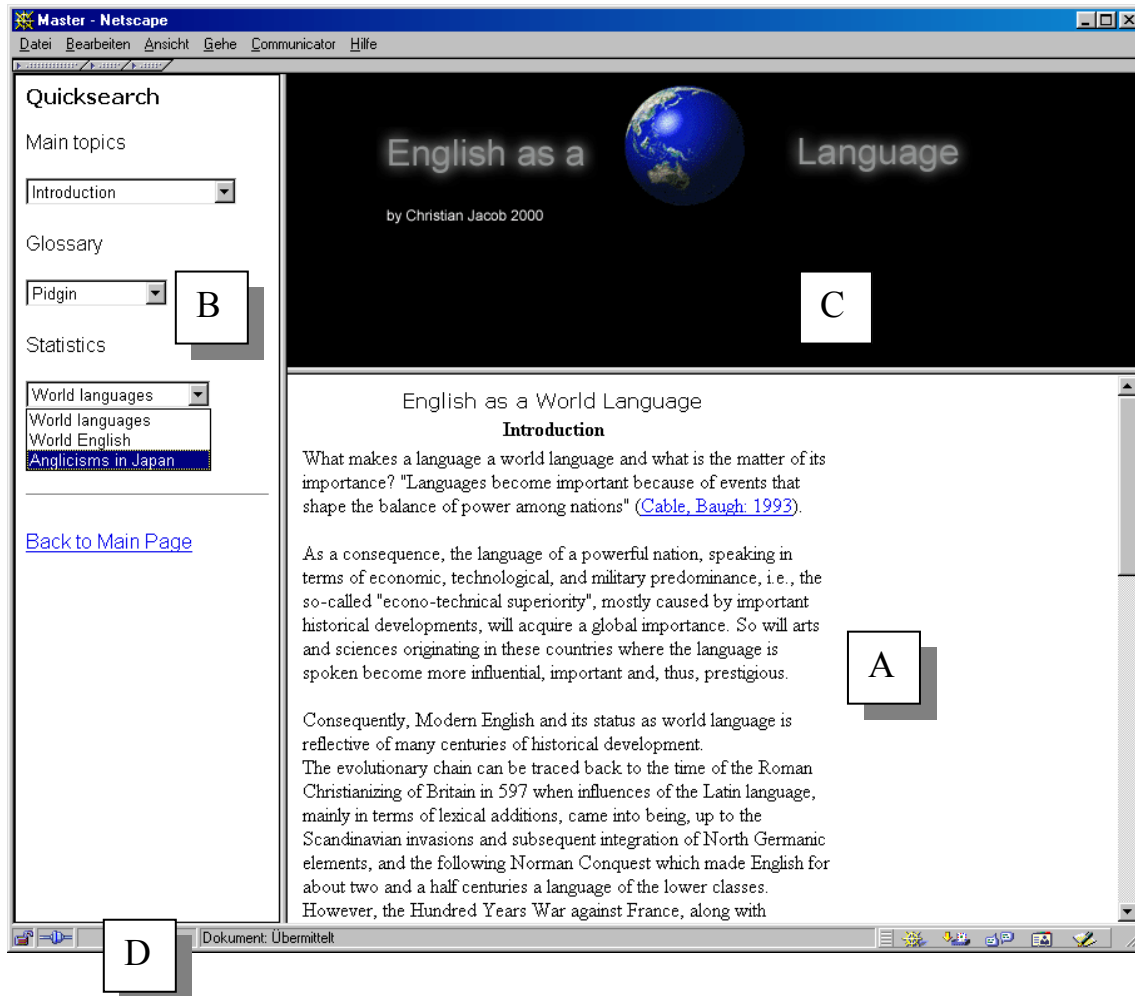 Master - Netscape
Datei Bearbeiten Ansicht Gehe Communicator Hilfe
Quicksearch
Main topics
Introduction
Glossary
Pidgin
B
Statistics
World languages
World languages
World English
Anglicisms in Japan
Back to Main Page
English as a Language
by Christian Jacob 2000
C
English as a World Language
Introduction
What makes a language a world language and what is the matter of its
importance? "Languages become important because of events that
shape the balance of power among nations" (Cable, Baugh: 1993).
As a consequence, the language of a powerful nation, speaking in
terms of economic, technological, and military predominance, i.e., the
so-called "econo-technical superiority", mostly caused by important
historical developments, will acquire a global importance. So will arts
and sciences originating in these countries where the language is
spoken become more influential, important and, thus, prestigious.
A
Consequently, Modern English and its status as world language is
reflective of many centuries of historical development.
The evolutionary chain can be traced back to the time of the Roman
Christianizing of Britain in 597 when influences of the Latin language,
mainly in terms of lexical additions, came into being, up to the
Scandinavian invasions and subsequent integration of North Germanic
elements, and the following Norman Conquest which made English for
about two and a half centuries a language of the lower classes.
However, the Hundred Years War against France, along with
D
Dokument: Übermittelt